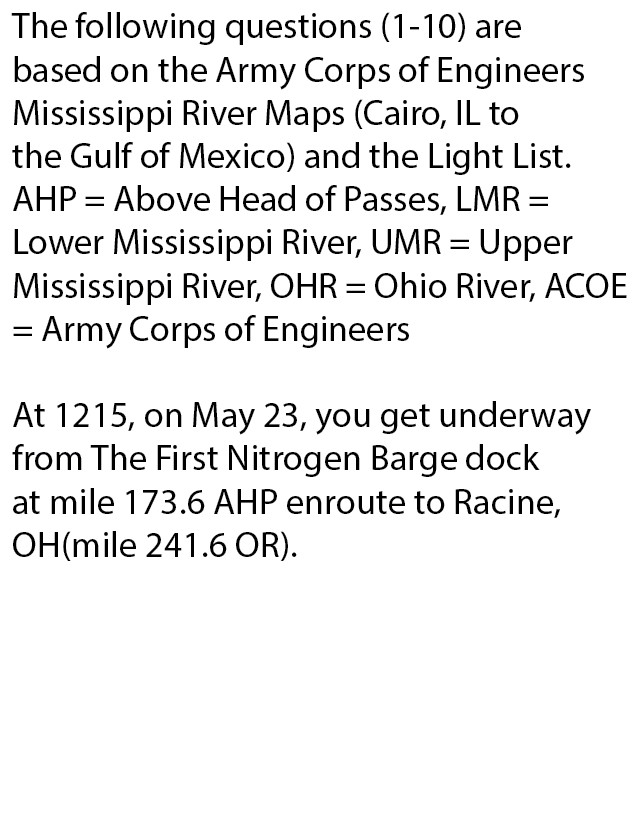 The following questions (1-10) are
based on the Army Corps of Engineers
Mississippi River Maps (Cairo, IL to
the Gulf of Mexico) and the Light List.
AHP = Above Head of Passes, LMR =
Lower Mississippi River, UMR = Upper
Mississippi River, OHR = Ohio River, ACOE
= Army Corps of Engineers
At 1215, on May 23, you get underway
from The First Nitrogen Barge dock
at mile 173.6 AHP enroute to Racine,
OH(mile 241.6 OR).